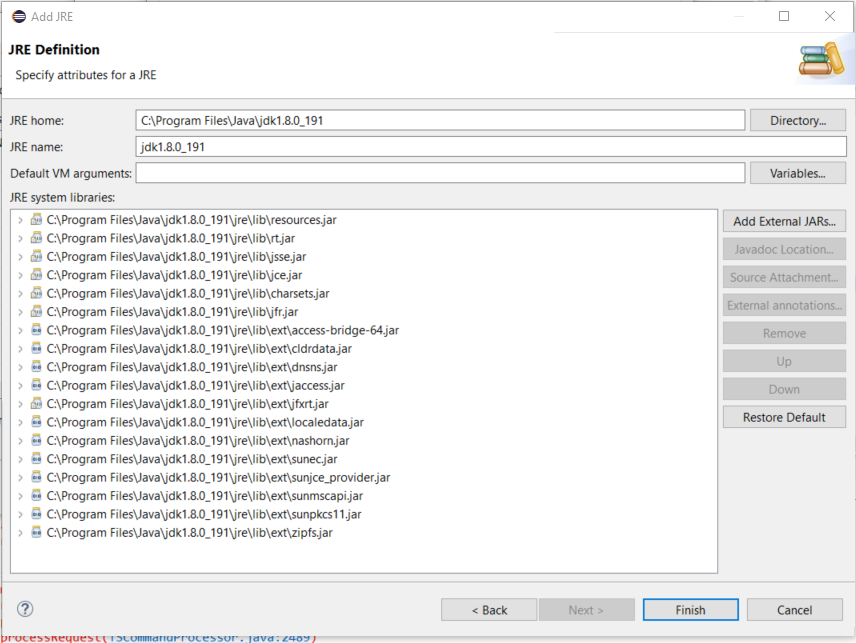 Add JRE
JRE Definition
Specify attributes for a JRE
JRE home: C:\Program Files\Java\jdk1.8.0_191 Directory...
JRE name: jdk1.8.0_191
Default VM arguments: Variables...
JRE system libraries:
C:\Program Files\Java\jdk1.8.0_191\jre\lib\resources.jar
C:\Program Files\Java\jdk1.8.0_191\jre\lib\rt.jar
C:\Program Files\Java\jdk1.8.0_191\jre\lib\jsse.jar
C:\Program Files\Java\jdk1.8.0_191\jre\lib\jce.jar
C:\Program Files\Java\jdk1.8.0_191\jre\lib\charsets.jar
C:\Program Files\Java\jdk1.8.0_191\jre\lib\jfr.jar
C:\Program Files\Java\jdk1.8.0_191\jre\lib\ext\access-bridge-64.jar
C:\Program Files\Java\jdk1.8.0_191\jre\lib\ext\cldrdata.jar
C:\Program Files\Java\jdk1.8.0_191\jre\lib\ext\dnsns.jar
C:\Program Files\Java\jdk1.8.0_191\jre\lib\ext\jaccess.jar
C:\Program Files\Java\jdk1.8.0_191\jre\lib\ext\jfxrt.jar
C:\Program Files\Java\jdk1.8.0_191\jre\lib\ext\localedata.jar
C:\Program Files\Java\jdk1.8.0_191\jre\lib\ext\nashorn.jar
C:\Program Files\Java\jdk1.8.0_191\jre\lib\ext\sunec.jar
C:\Program Files\Java\jdk1.8.0_191\jre\lib\ext\sunjce_provider.jar
C:\Program Files\Java\jdk1.8.0_191\jre\lib\ext\sunmscapi.jar
C:\Program Files\Java\jdk1.8.0_191\jre\lib\ext\sunpkcs11.jar
C:\Program Files\Java\jdk1.8.0_191\jre\lib\ext\zipfs.jar
Add External JARs...
Javadoc Location...
Source Attachment...
External annotations...
Remove
Up
Down
Restore Default
? < Back Next > Finish Cancel
processRequest(TSCommandProcessor.java:2489)